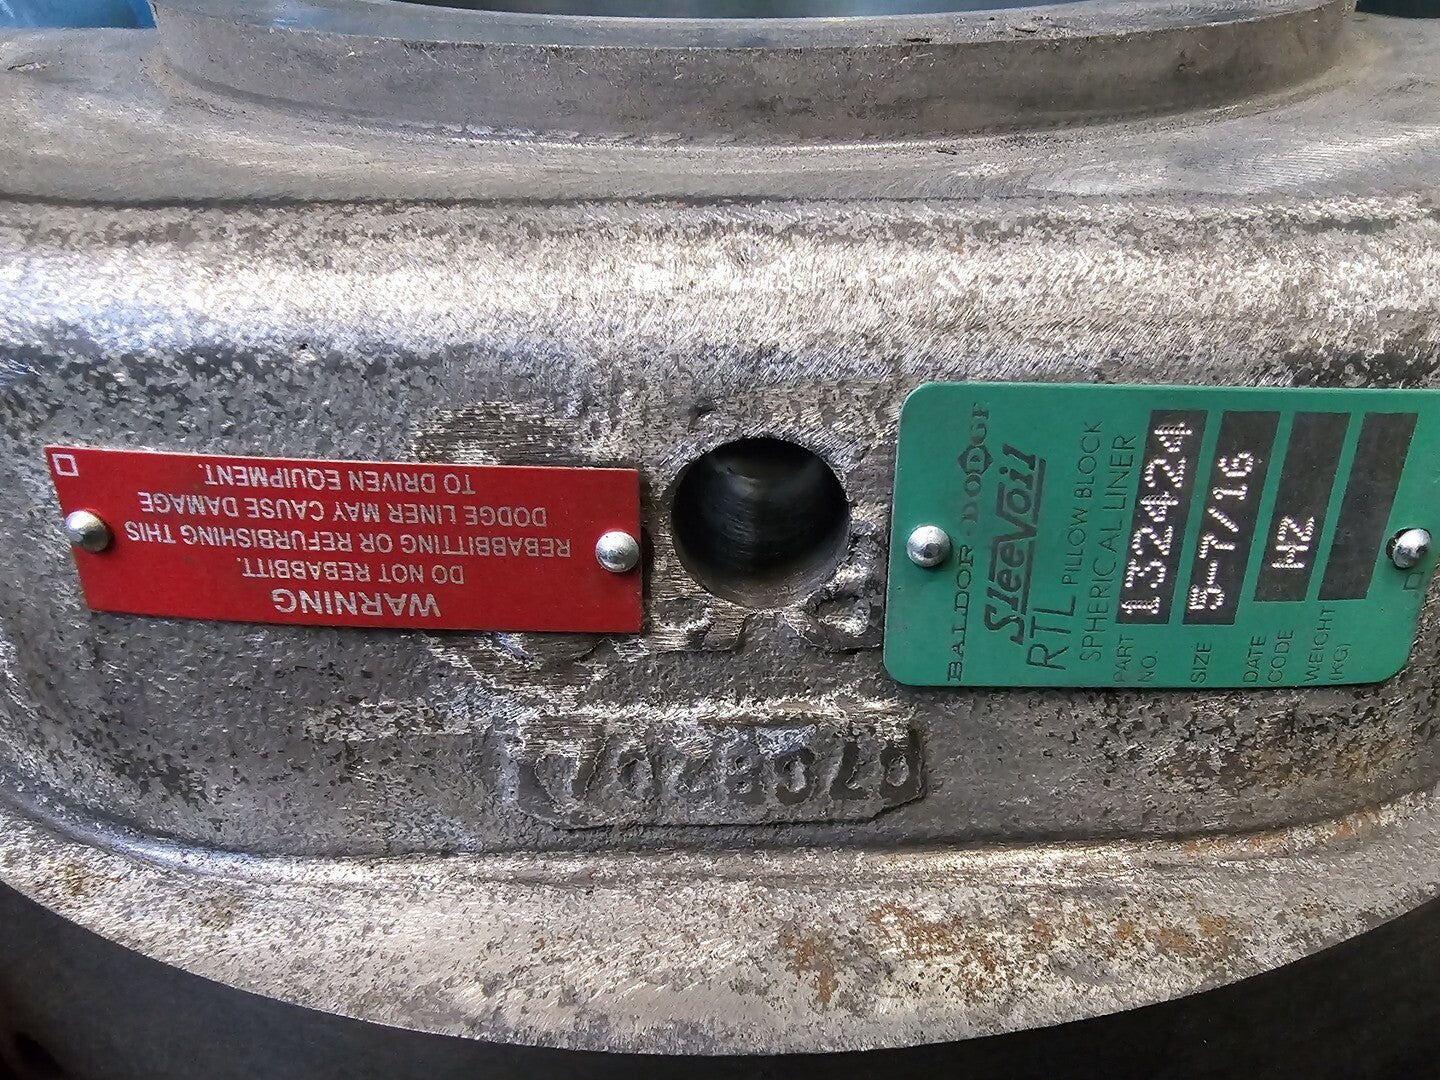 WARNING
DO NOT REBABBITT.
REBABBITTING OR REFURBISHING THIS
DODGE LINER MAY CAUSE DAMAGE
TO DRIVEN EQUIPMENT.
BALDOR · DODGE
SleeVoil
RTL PILLOW BLOCK
SPHERICAL LINER
PART NO. 132424
SIZE 5-7/16
DATE CODE HZ
WEIGHT (KG)